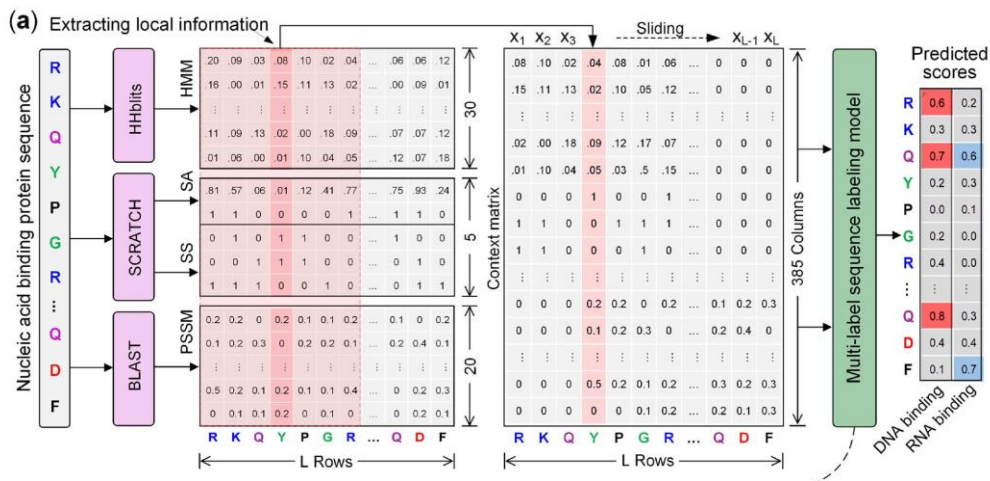 (a) Extracting local information
Nucleic acid binding protein sequence
R
K
Q
Y
P
G
R
⋮
Q
D
F
HHblits
SCRATCH
BLAST
HMM
.20 .09 .03 .08 .10 .02 .04 ... .06 .06 .12
.16 .00 .01 .15 .11 .13 .02 ... .00 .09 .01
⋮ ⋮ ⋮ ⋮ ⋮ ⋮ ⋮ ⋮ ⋮ ⋮
.11 .09 .13 .02 .00 .18 .09 ... .07 .07 .12
.01 .06 .00 .01 .10 .04 .05 ... .12 .07 .18
30
SA
.81 .57 .06 .01 .12 .41 .77 ... .75 .93 .24
1 1 0 0 0 0 1 ... 1 1 0
SS
0 1 0 1 1 0 0 ... 1 0 0
0 0 1 1 1 0 0 ... 0 0 0
1 0 0 0 0 1 1 ... 0 1 1
5
PSSM
0.2 0.2 0 0.2 0.1 0.1 0.2 ... 0.1 0 0.2
0.1 0.2 0.3 0 0.2 0.1 0.2 ... 0.2 0.4 0.1
⋮ ⋮ ⋮ ⋮ ⋮ ⋮ ⋮ ⋮ ⋮ ⋮
0.5 0.2 0.1 0.2 0.2 0.1 0.4 ... 0 0.2 0.3
0 0.1 0.2 0.2 0 0.1 0.2 ... 0 0.2 0.1
20
R K Q Y P G R ... Q D F
L Rows
X1 X2 X3 Sliding XL-1 XL
Context matrix
.08 .10 .02 .04 .08 .01 .06 ... 0 0 0
.15 .11 .13 .02 .10 .05 .12 ... 0 0 0
⋮ ⋮ ⋮ ⋮ ⋮ ⋮ ⋮ ⋮ ⋮ ⋮
.02 .00 .18 .09 .12 .17 .07 ... 0 0 0
.01 .10 .04 .05 .03 .5 .15 ... 0 0 0
0 0 0 1 0 0 1 ... 0 0 0
1 1 0 0 1 1 1 ... 0 0 0
1 1 0 0 0 1 0 ... 0 0 0
⋮ ⋮ ⋮ ⋮ ⋮ ⋮ ⋮ ⋮ ⋮ ⋮
0 0 0 0.2 0.2 0.2 0.2 ... 0.1 0.2 0.3
0 0 0 0.1 0.2 0.3 0 ... 0.2 0.4 0
⋮ ⋮ ⋮ ⋮ ⋮ ⋮ ⋮ ⋮ ⋮ ⋮
0 0 0 0.5 0.2 0.1 0.2 ... 0.3 0.2 0.3
0 0 0 0 0.1 0.2 0.2 ... 0.2 0.1 0.3
385 Columns
R K Q Y P G R ... Q D F
L Rows
Multi-label sequence labeling model
Predicted
scores
R 0.6 0.2
K 0.3 0.3
Q 0.7 0.6
Y 0.2 0.3
P 0.0 0.1
G 0.2 0.0
R 0.4 0.0
⋮ ⋮ ⋮
Q 0.8 0.3
D 0.4 0.4
F 0.1 0.7
DNA binding
RNA binding